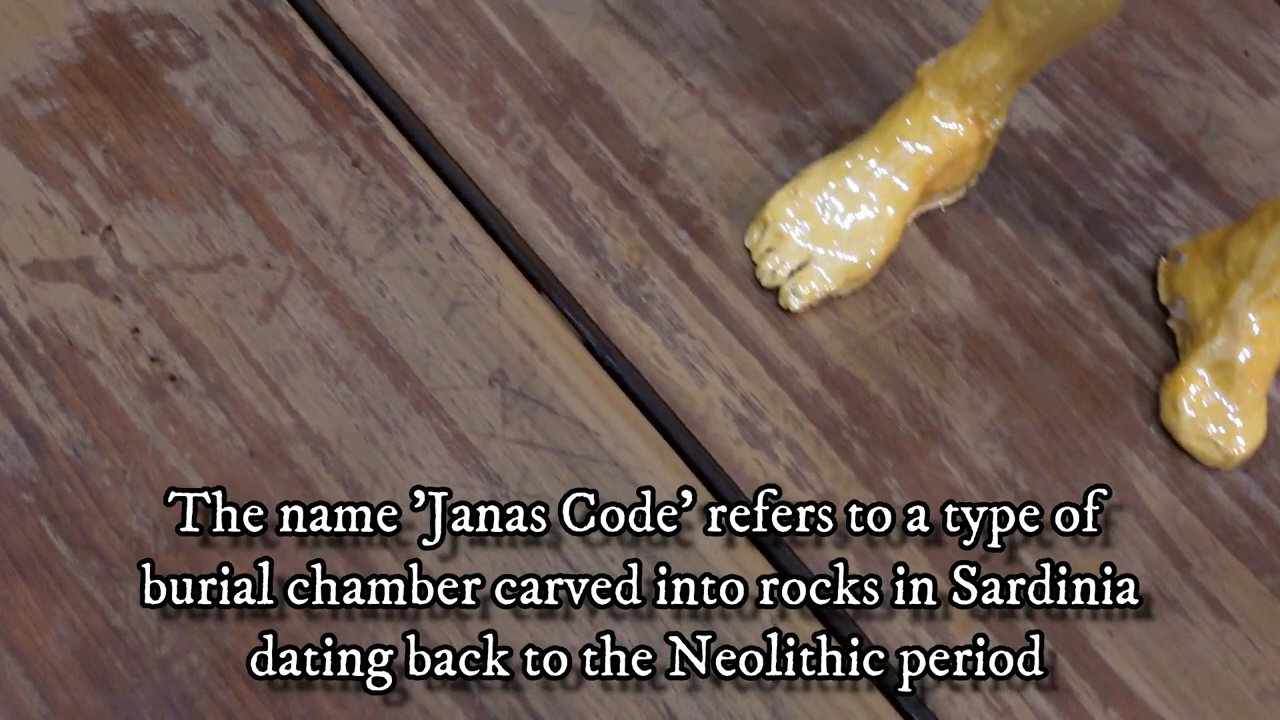 The name ’Janas Code’ refers to a type of
burial chamber carved into rocks in Sardinia
dating back to the Neolithic period